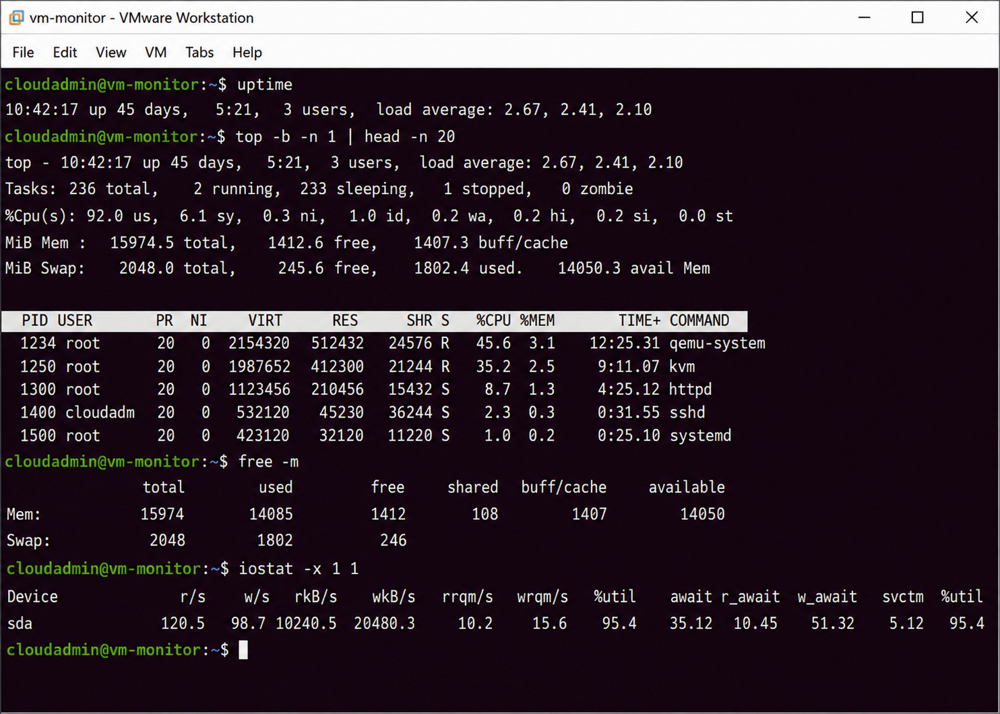 vm-monitor - VMware Workstation
File Edit View VM Tabs Help
cloudadmin@vm-monitor:~$ uptime
10:42:17 up 45 days, 5:21, 3 users, load average: 2.67, 2.41, 2.10
cloudadmin@vm-monitor:~$ top -b -n 1 | head -n 20
top - 10:42:17 up 45 days, 5:21, 3 users, load average: 2.67, 2.41, 2.10
Tasks: 236 total, 2 running, 233 sleeping, 1 stopped, 0 zombie
%Cpu(s): 92.0 us, 6.1 sy, 0.3 ni, 1.0 id, 0.2 wa, 0.2 hi, 0.2 si, 0.0 st
MiB Mem : 15974.5 total, 1412.6 free, 1407.3 buff/cache
MiB Swap: 2048.0 total, 245.6 free, 1802.4 used. 14050.3 avail Mem
PID USER PR NI VIRT RES SHR S %CPU %MEM TIME+ COMMAND
1234 root 20 0 2154320 512432 24576 R 45.6 3.1 12:25.31 qemu-system
1250 root 20 0 1987652 412300 21244 R 35.2 2.5 9:11.07 kvm
1300 root 20 0 1123456 210456 15432 S 8.7 1.3 4:25.12 httpd
1400 cloudadm 20 0 532120 45230 36244 S 2.3 0.3 0:31.55 sshd
1500 root 20 0 423120 32120 11220 S 1.0 0.2 0:25.10 systemd
cloudadmin@vm-monitor:~$ free -m
total used free shared buff/cache available
Mem: 15974 14085 1412 108 1407 14050
Swap: 2048 1802 246
cloudadmin@vm-monitor:~$ iostat -x 1 1
Device r/s w/s rkB/s wkB/s rrqm/s wrqm/s %util await r_await w_await svctm %util
sda 120.5 98.7 10240.5 20480.3 10.2 15.6 95.4 35.12 10.45 51.32 5.12 95.4
cloudadmin@vm-monitor:~$